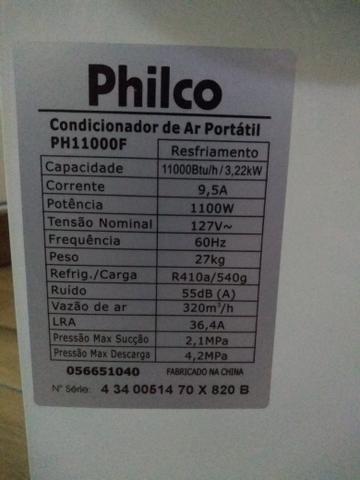 Philco
Condicionador de Ar Portátil
PH11000F Resfriamento
Capacidade 11000Btu/h/3,22kW
Corrente 9,5A
Potência 1100W
Tensão Nominal 127V~
Frequência 60Hz
Peso 27kg
Refrig./Carga R410a/540g
Ruído 55dB (A)
Vazão de ar 320m³/h
LRA 36,4A
Pressão Max Sucção 2,1MPa
Pressão Max Descarga 4,2MPa
056651040 FABRICADO NA CHINA
Nº Série: 4 34 00514 70 X 820 B